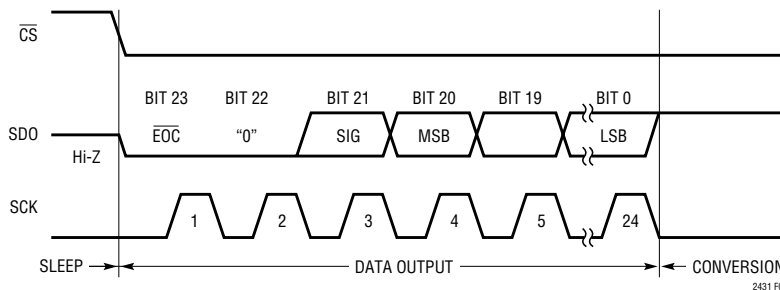 CS
BIT 23 BIT 22 BIT 21 BIT 20 BIT 19 BIT 0
SDO EOC “0” SIG MSB LSB
Hi-Z
SCK 1 2 3 4 5 24
SLEEP DATA OUTPUT CONVERSION
2431